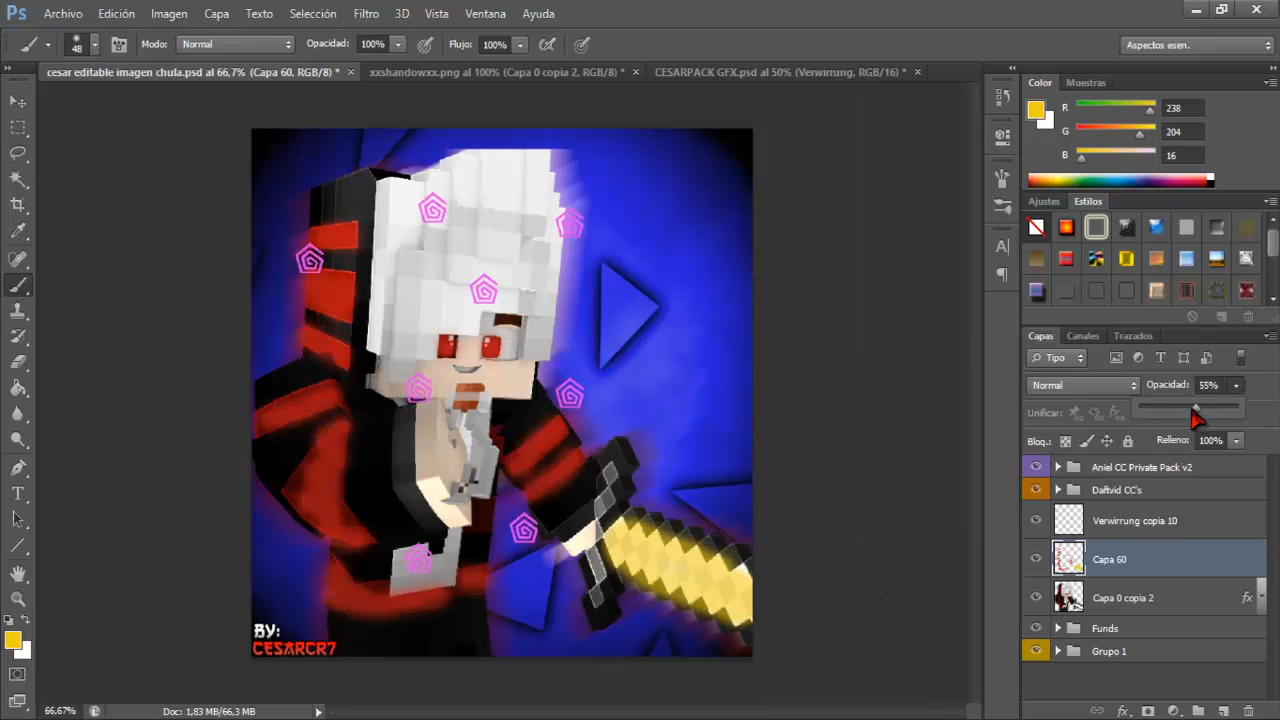 Ps Archivo Edición Imagen Capa Texto Selección Filtro 3D Vista Ventana Ayuda
48 Modo: Normal Opacidad: 100% Flujo: 100% Aspectos esen.
cesar editable imagen chula.psd al 66,7% (Capa 60, RGB/8) * × xxshandowxx.png al 100% (Capa 0 copia 2, RGB/8) * × CESARPACK GFX.psd al 50% (Verwirrung, RGB/16) * ×
Color Muestras
R 238
G 204
B 16
Ajustes Estilos
Capas Canales Trazados
Tipo
Normal Opacidad: 55%
Unificar:
Bloq.: Relleno: 100%
Aniel CC Private Pack v2
Daftvid CC's
Verwirrung copia 10
Capa 60
Capa 0 copia 2 fx
Funds
Grupo 1
BY:
CESARCR7
66,67% Doc: 1,83 MB/66,3 MB